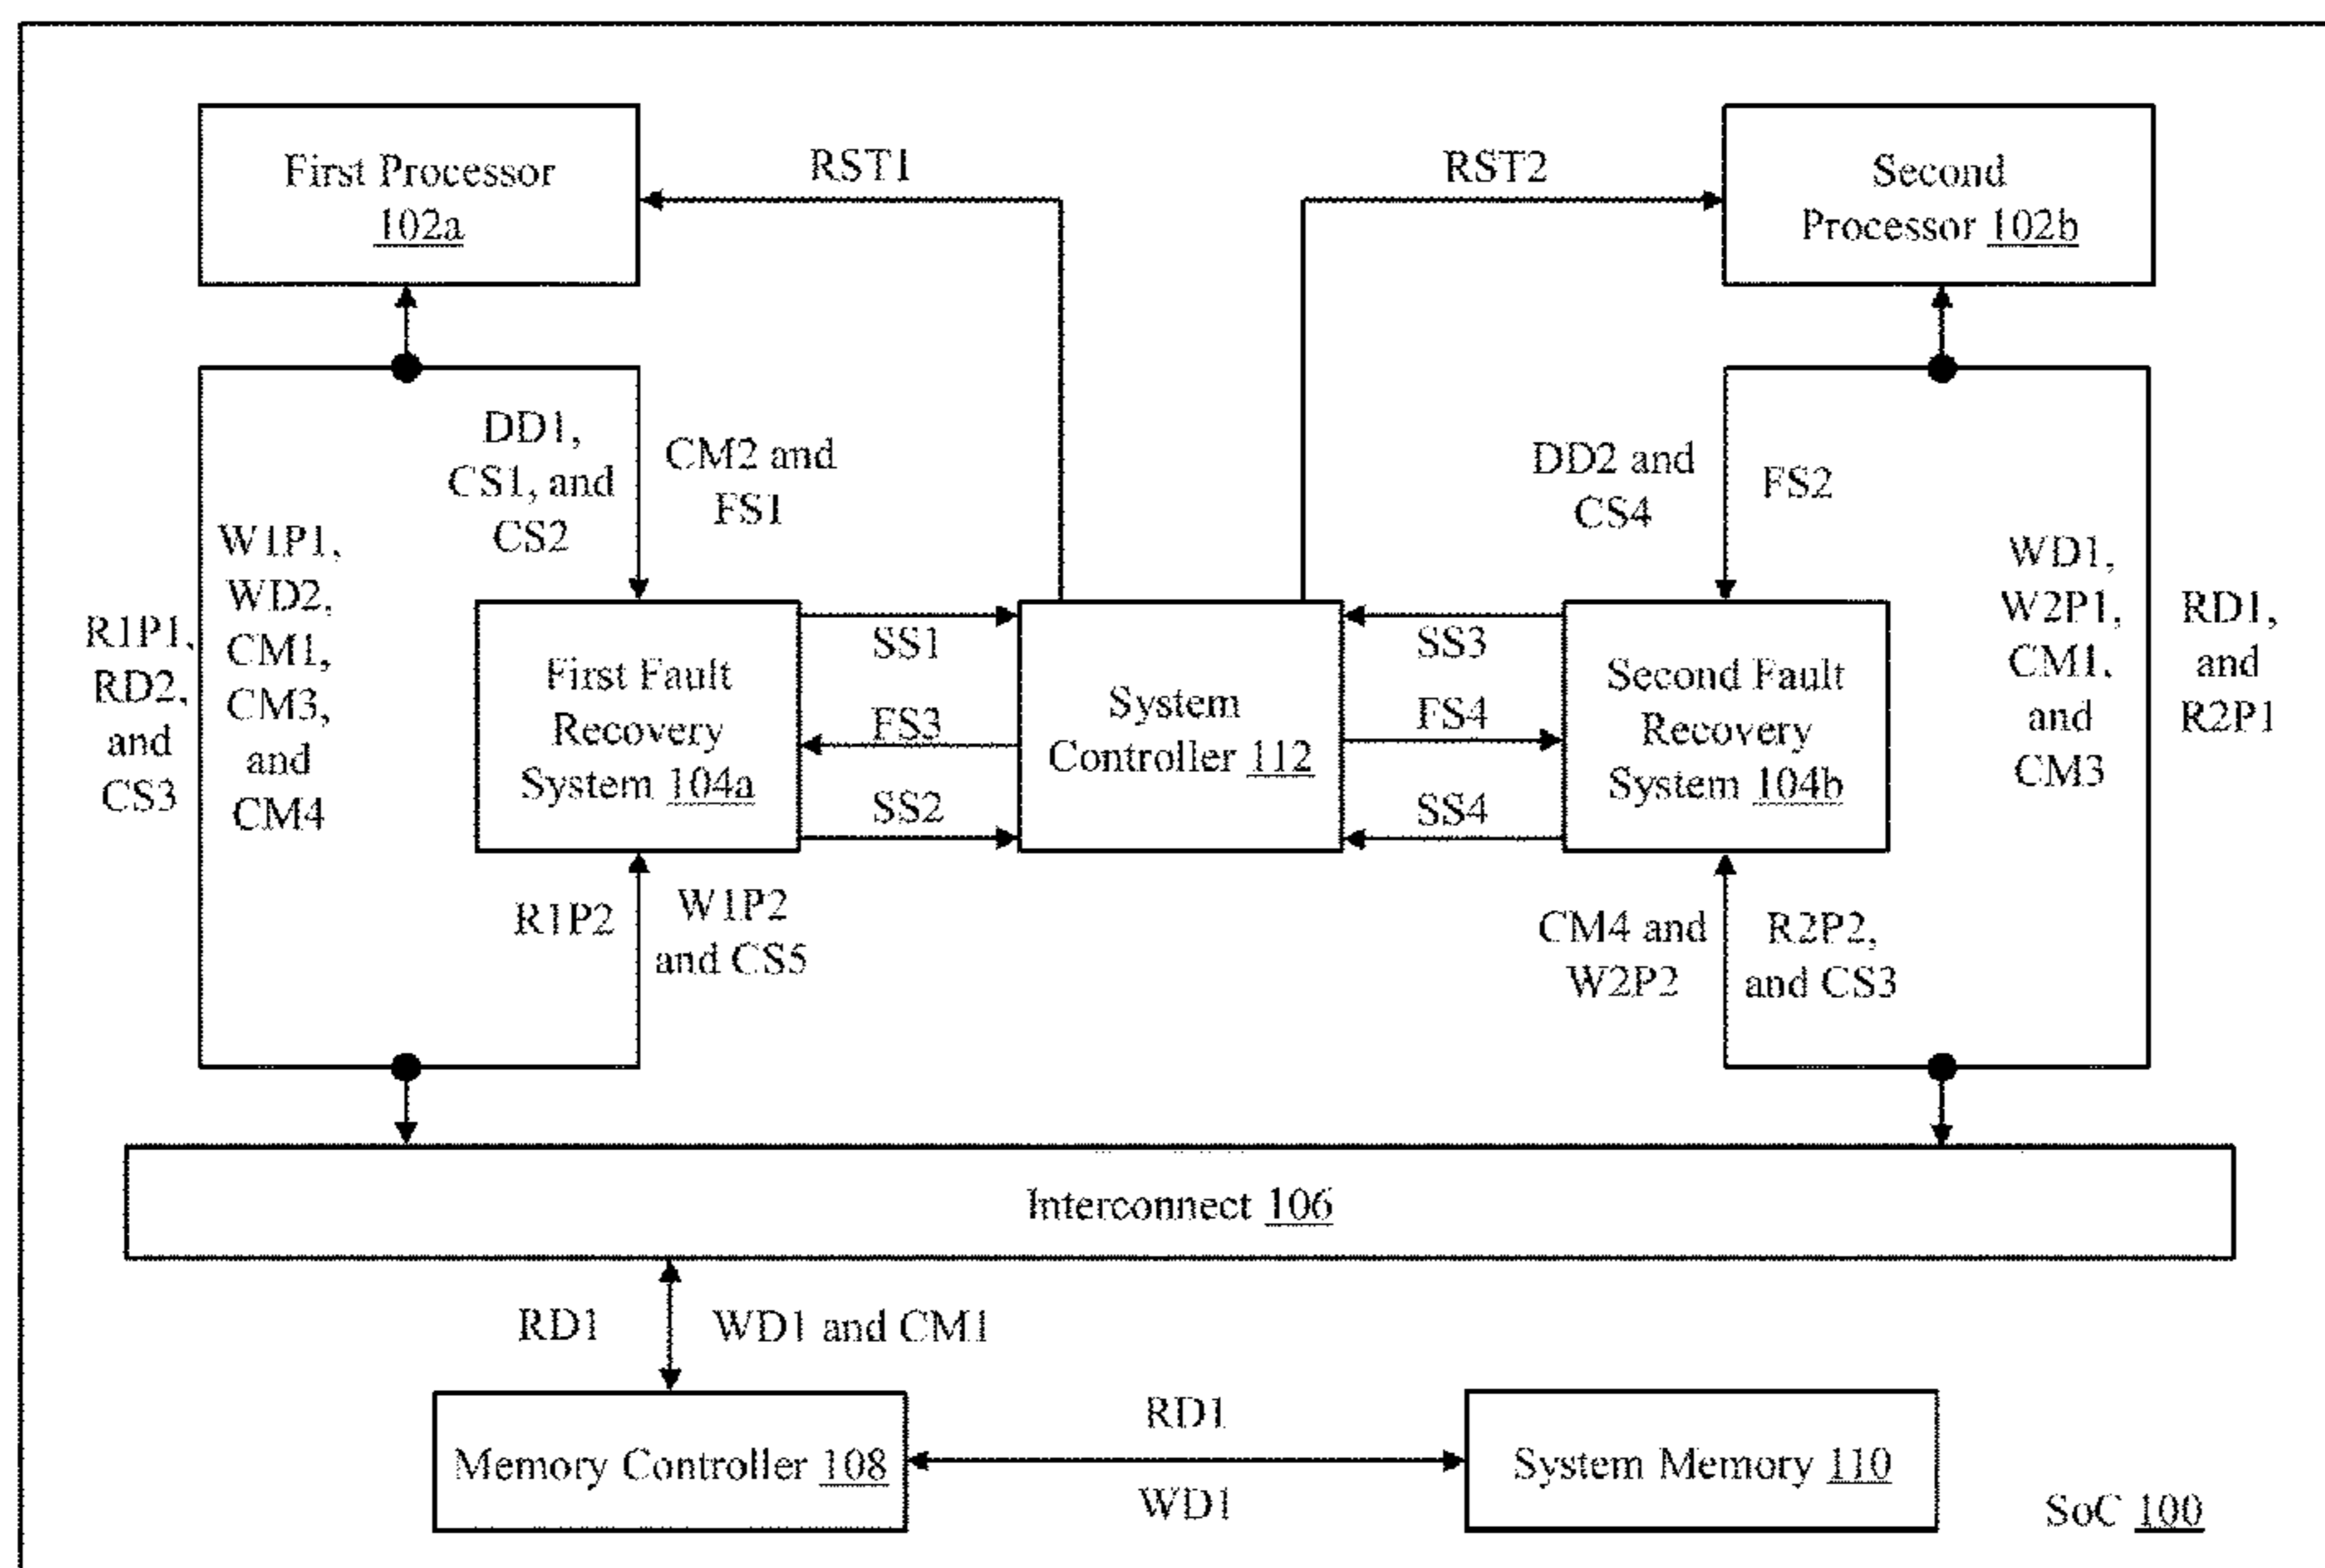 First Processor
102a
RST1
RST2
Second
Processor 102b
DD1,
CS1, and
CS2
CM2 and
FS1
DD2 and
CS4
FS2
R1P1,
RD2,
and
CS3
W1P1,
WD2,
CM1,
CM3,
and
CM4
First Fault
Recovery
System 104a
SS1
FS3
SS2
System
Controller 112
SS3
FS4
SS4
Second Fault
Recovery
System 104b
WD1,
W2P1,
CM1,
and
CM3
RD1,
and
R2P1
R1P2
W1P2
and CS5
CM4 and
W2P2
R2P2,
and CS3
Interconnect 106
RD1
WD1 and CM1
Memory Controller 108
RD1
WD1
System Memory 110
SoC 100